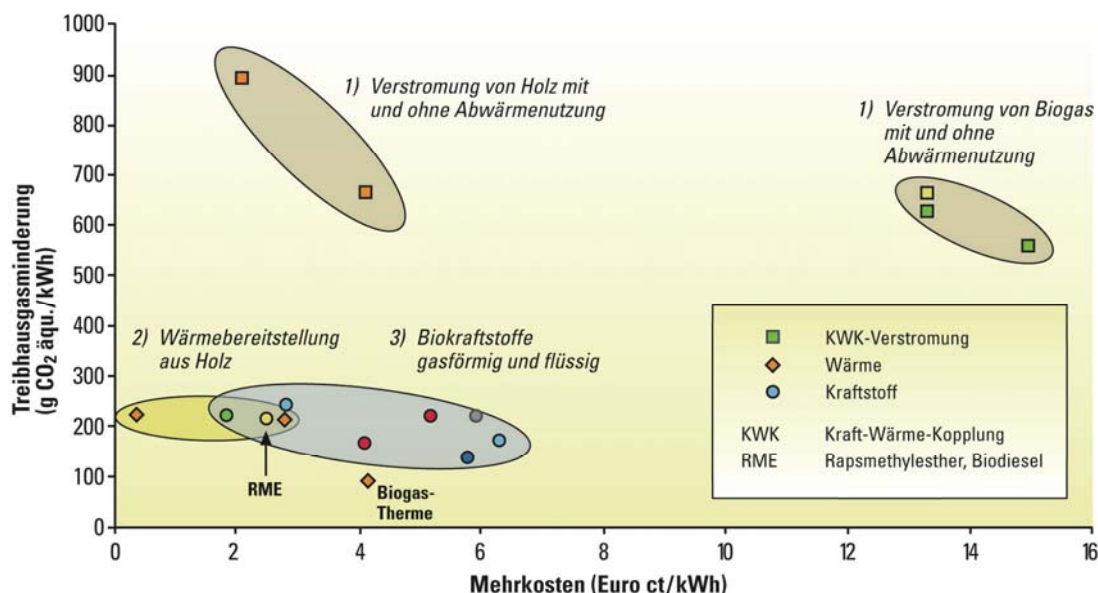 1000
900
800
700
600
500
400
300
200
100
0
Treibhausgasminderung
(g CO₂ äqu./kWh)
1) Verstromung von Holz mit
und ohne Abwärmenutzung
1) Verstromung von Biogas
mit und ohne
Abwärmenutzung
2) Wärmebereitstellung
aus Holz
3) Biokraftstoffe
gasförmig und flüssig
RME
Biogas-
Therme
KWK-Verstromung
Wärme
Kraftstoff
KWK Kraft-Wärme-Kopplung
RME Rapsmethylesther, Biodiesel
0 2 4 6 8 10 12 14 16
Mehrkosten (Euro ct/kWh)